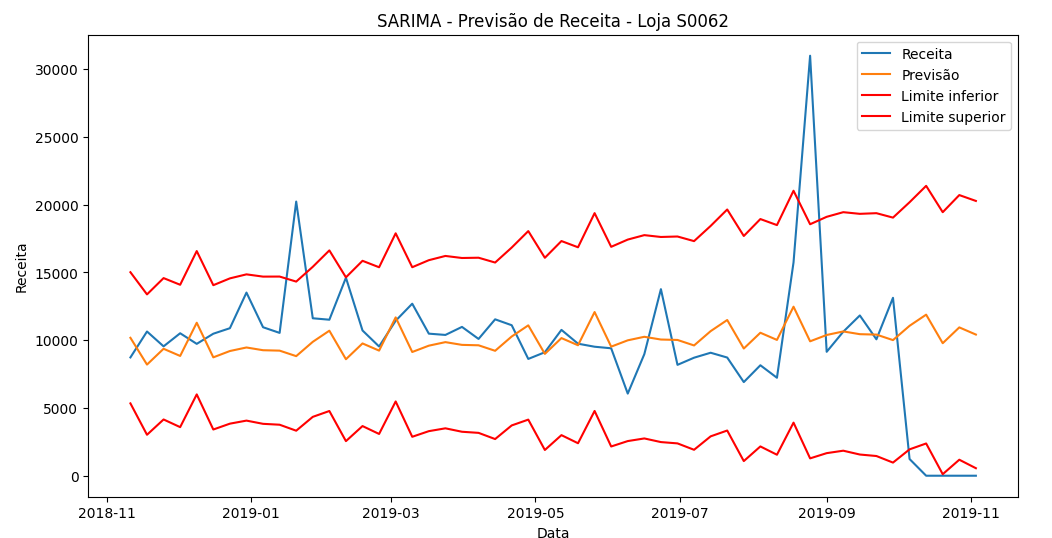 SARIMA - Previsão de Receita - Loja S0062
Receita
Previsão
Limite inferior
Limite superior
30000
25000
20000
15000
10000
5000
0
Receita
2018-11
2019-01
2019-03
2019-05
2019-07
2019-09
2019-11
Data